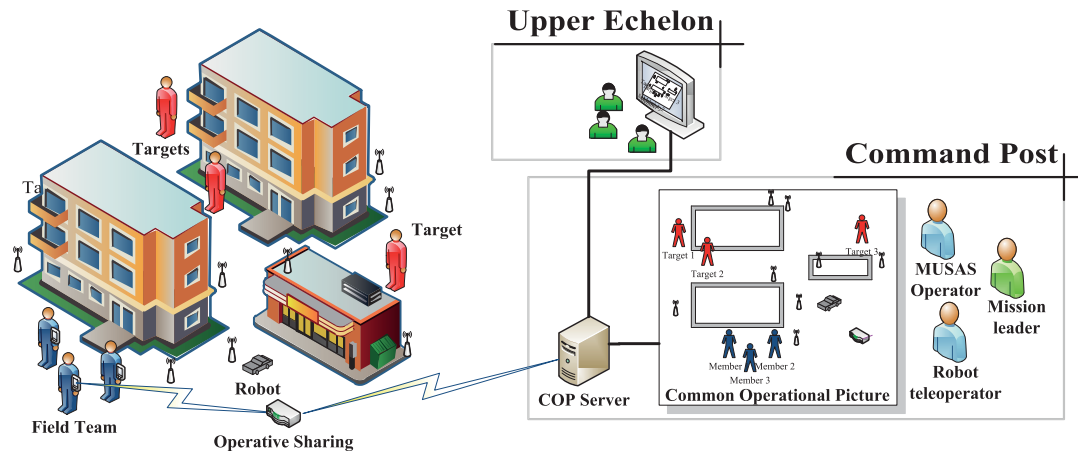 Upper Echelon
Command Post
Targets
Ta
Target
Target 1
Target 2
Target 3
MUSAS
Operator
Mission
leader
Robot
teleoperator
Member
Member 2
Member 3
Common Operational Picture
COP Server
Robot
Field Team
Operative Sharing